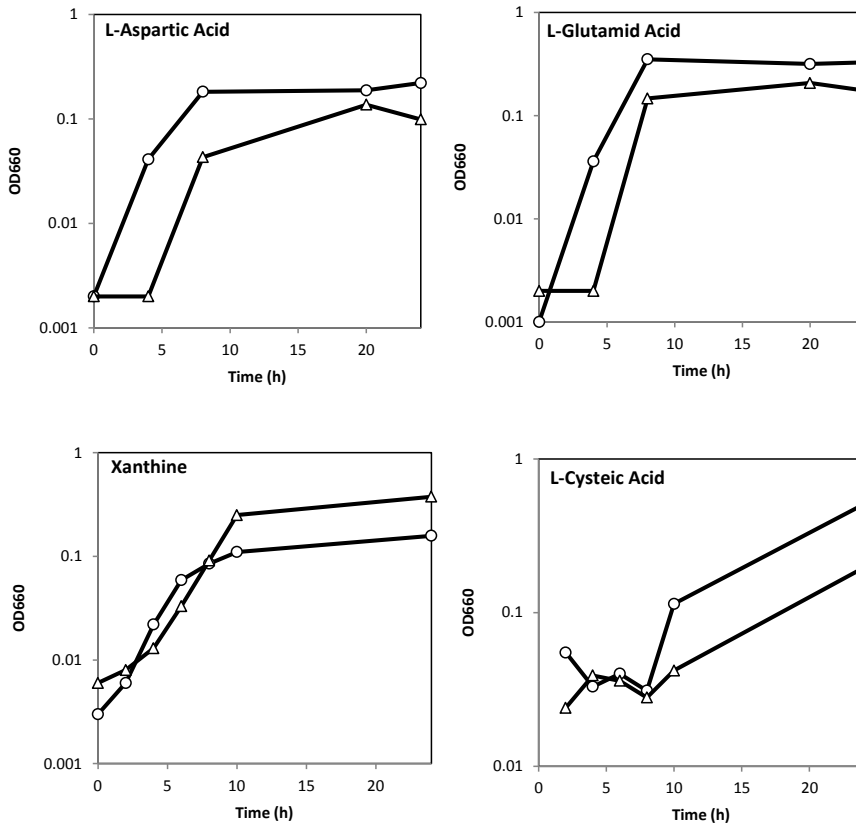 L-Aspartic Acid
1
0.1
0.01
0.001
OD660
0 5 10 15 20
Time (h)
L-Glutamid Acid
1
0.1
0.01
0.001
OD660
0 5 10 15 20
Time (h)
Xanthine
1
0.1
0.01
0.001
OD660
0 5 10 15 20
Time (h)
L-Cysteic Acid
1
0.1
0.01
OD660
0 5 10 15 20
Time (h)